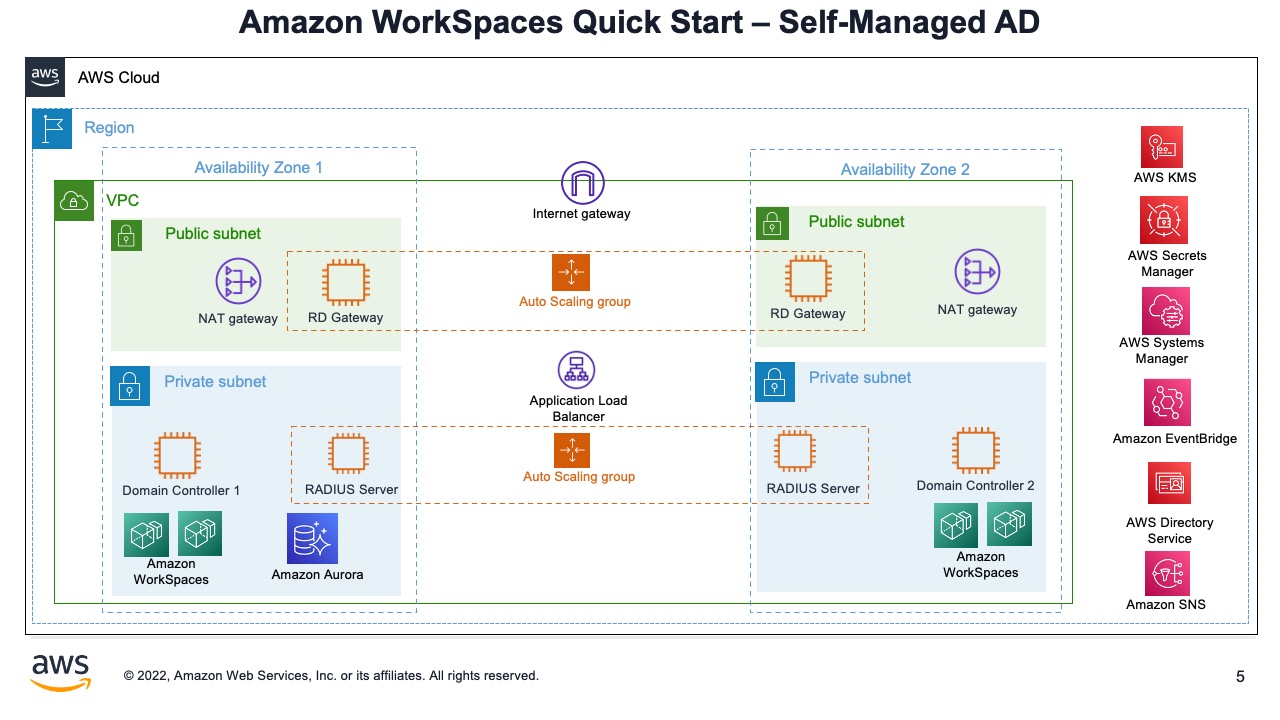 Amazon WorkSpaces Quick Start – Self-Managed AD
aws
AWS Cloud
Region
Availability Zone 1
Availability Zone 2
VPC
Public subnet
NAT gateway
RD Gateway
Internet gateway
Auto Scaling group
Public subnet
RD Gateway
NAT gateway
Private subnet
Domain Controller 1
RADIUS Server
Amazon
WorkSpaces
Amazon Aurora
Application Load
Balancer
Auto Scaling group
Private subnet
RADIUS Server
Domain Controller 2
Amazon
WorkSpaces
AWS KMS
AWS Secrets
Manager
AWS Systems
Manager
Amazon EventBridge
AWS Directory
Service
Amazon SNS
aws
© 2022, Amazon Web Services, Inc. or its affiliates. All rights reserved.
5